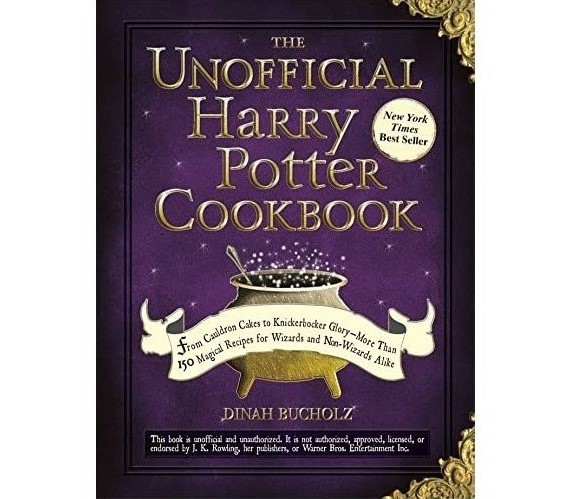 THE
UNOFFICIAL
Harry
Potter
COOKBOOK
New York
Times
Best Seller
From Cauldron Cakes to Knickerbocker Glory—More Than
150 Magical Recipes for Wizards and Non-Wizards Alike
DINAH BUCHOLZ
This book is unofficial and unauthorized. It is not authorized, approved, licensed, or
endorsed by J. K. Rowling, her publishers, or Warner Bros. Entertainment Inc.